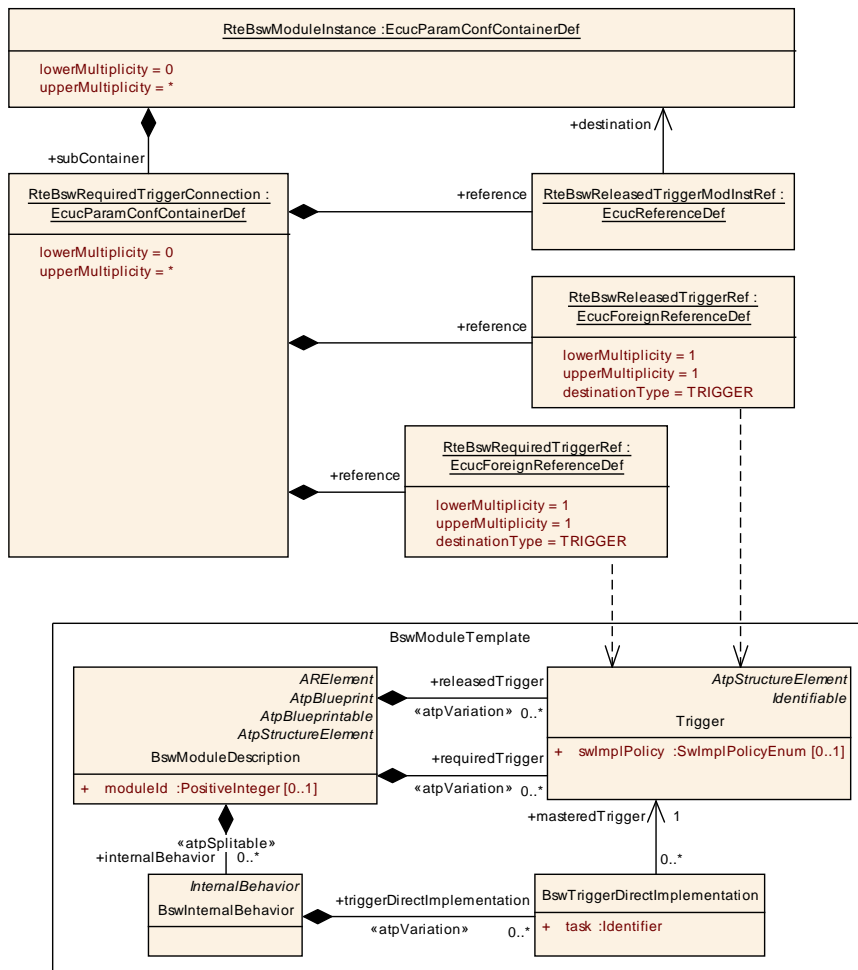 RteBswModuleInstance :EcucParamConfContainerDef
lowerMultiplicity = 0
upperMultiplicity = *
+destination
+subContainer
RteBswRequiredTriggerConnection :
EcucParamConfContainerDef
lowerMultiplicity = 0
upperMultiplicity = *
+reference
RteBswReleasedTriggerModInstRef :
EcucReferenceDef
+reference
RteBswReleasedTriggerRef :
EcucForeignReferenceDef
lowerMultiplicity = 1
upperMultiplicity = 1
destinationType = TRIGGER
+reference
RteBswRequiredTriggerRef :
EcucForeignReferenceDef
lowerMultiplicity = 1
upperMultiplicity = 1
destinationType = TRIGGER
BswModuleTemplate
ARElement
AtpBlueprint
AtpBlueprintable
AtpStructureElement
BswModuleDescription
+ moduleId :PositiveInteger [0..1]
+releasedTrigger
«atpVariation» 0..*
+requiredTrigger
«atpVariation» 0..*
AtpStructureElement
Identifiable
Trigger
+ swImplPolicy :SwImplPolicyEnum [0..1]
+masteredTrigger 1
0..*
«atpSplitable»
+internalBehavior 0..*
InternalBehavior
BswInternalBehavior
+triggerDirectImplementation
«atpVariation» 0..*
BswTriggerDirectImplementation
+ task :Identifier